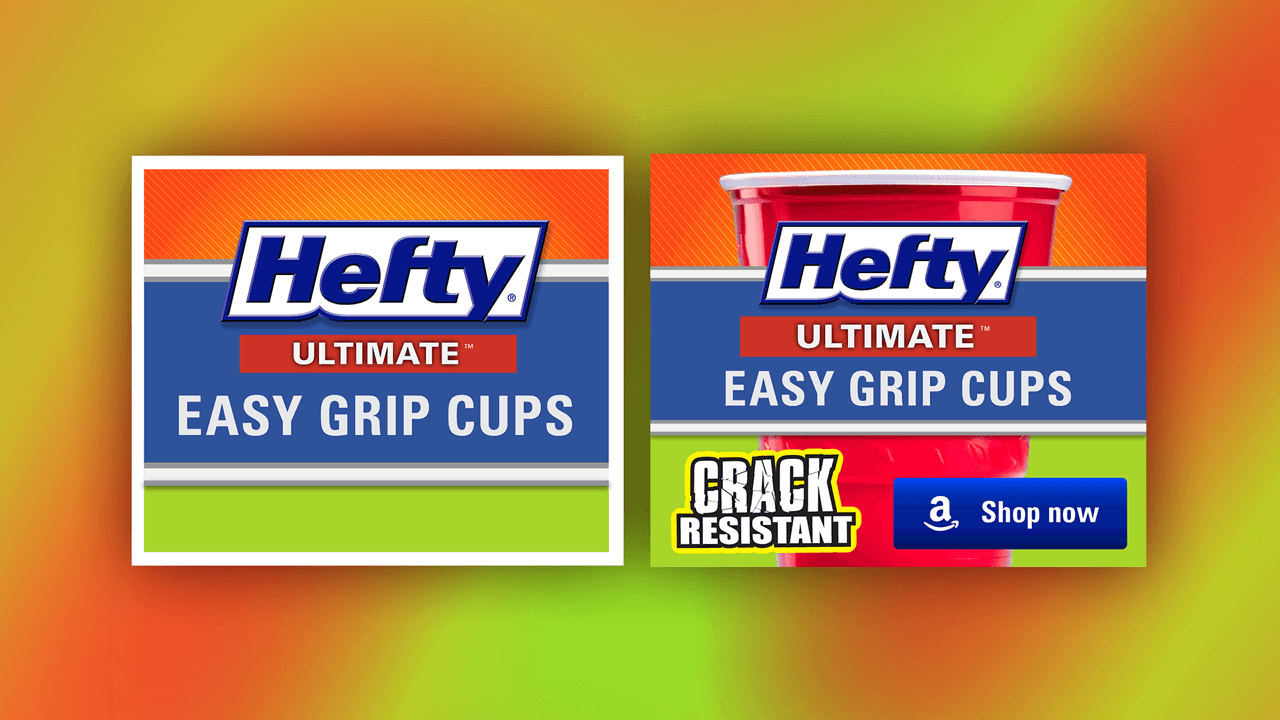 Hefty®
ULTIMATE™
EASY GRIP CUPS
Hefty®
ULTIMATE™
EASY GRIP CUPS
CRACK
RESISTANT
a Shop now